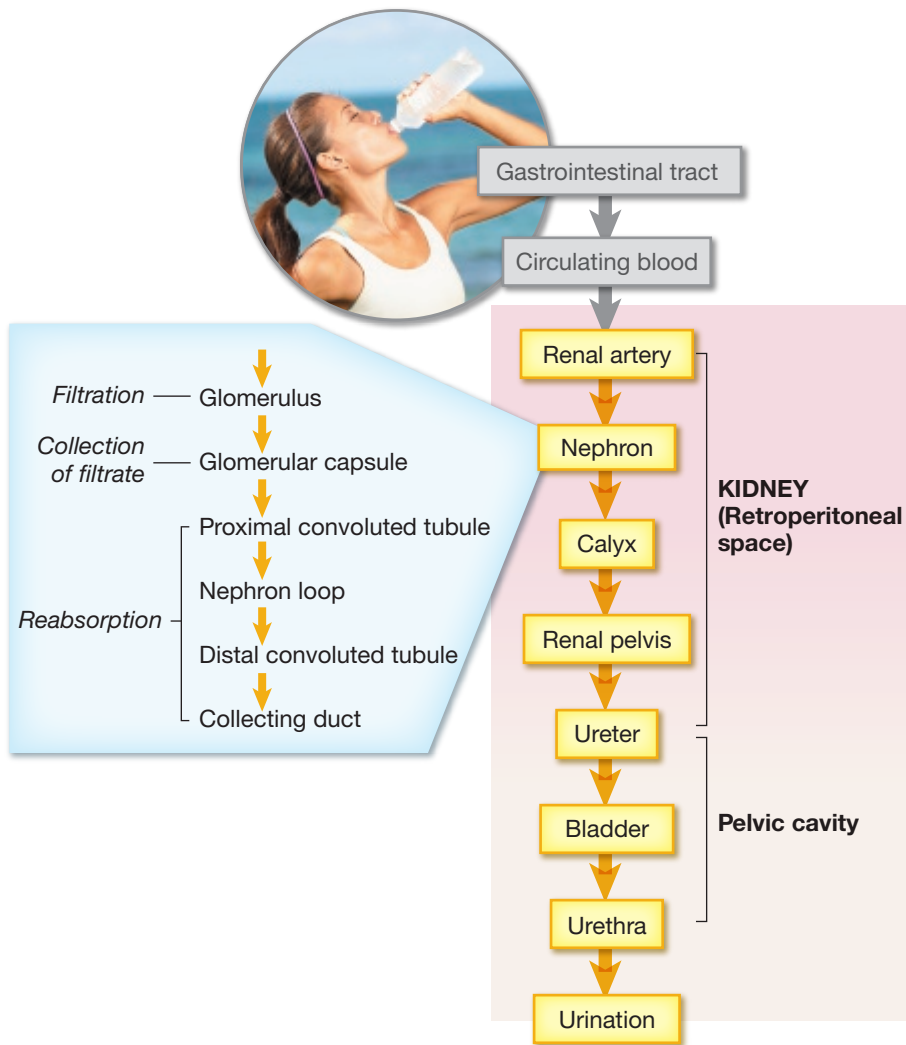 Gastrointestinal tract
Circulating blood
Renal artery
Nephron
Calyx
Renal pelvis
Ureter
Bladder
Urethra
Urination
KIDNEY
(Retroperitoneal
space)
Pelvic cavity
Filtration
Glomerulus
Collection
of filtrate
Glomerular capsule
Proximal convoluted tubule
Nephron loop
Reabsorption
Distal convoluted tubule
Collecting duct